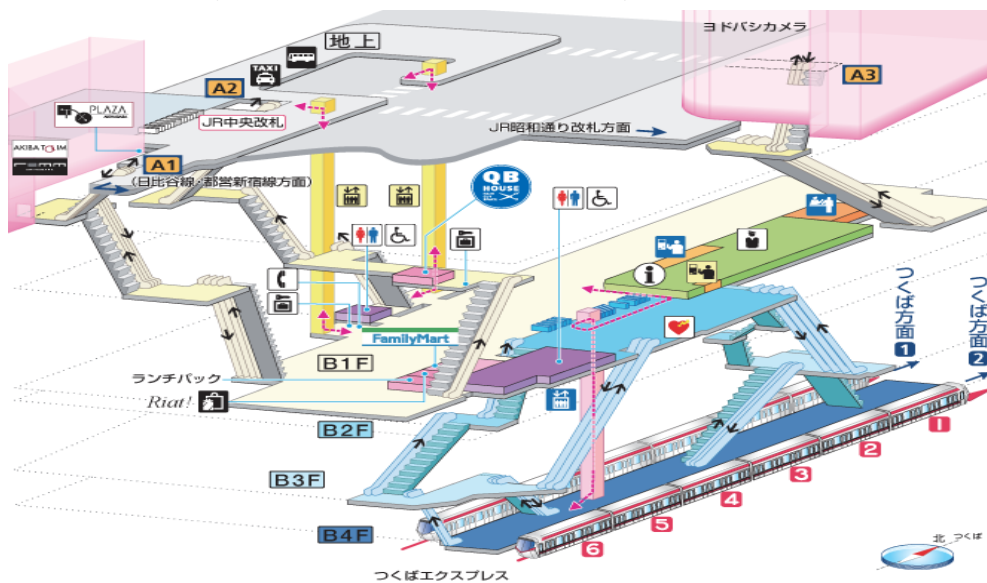 ヨドバシカメラ
地上
TAXI
A2
A3
PLAZA
JR中央改札
JR昭和通り改札方面
AKIBA
A1
(日比谷線・都営新宿線方面)
QB
HOUSE
i
つくば方面
1
つくば方面
2
FamilyMart
B1F
ランチパック
Riat!
B2F
B3F
B4F
1
2
3
4
5
6
北 つくば
つくばエクスプレス